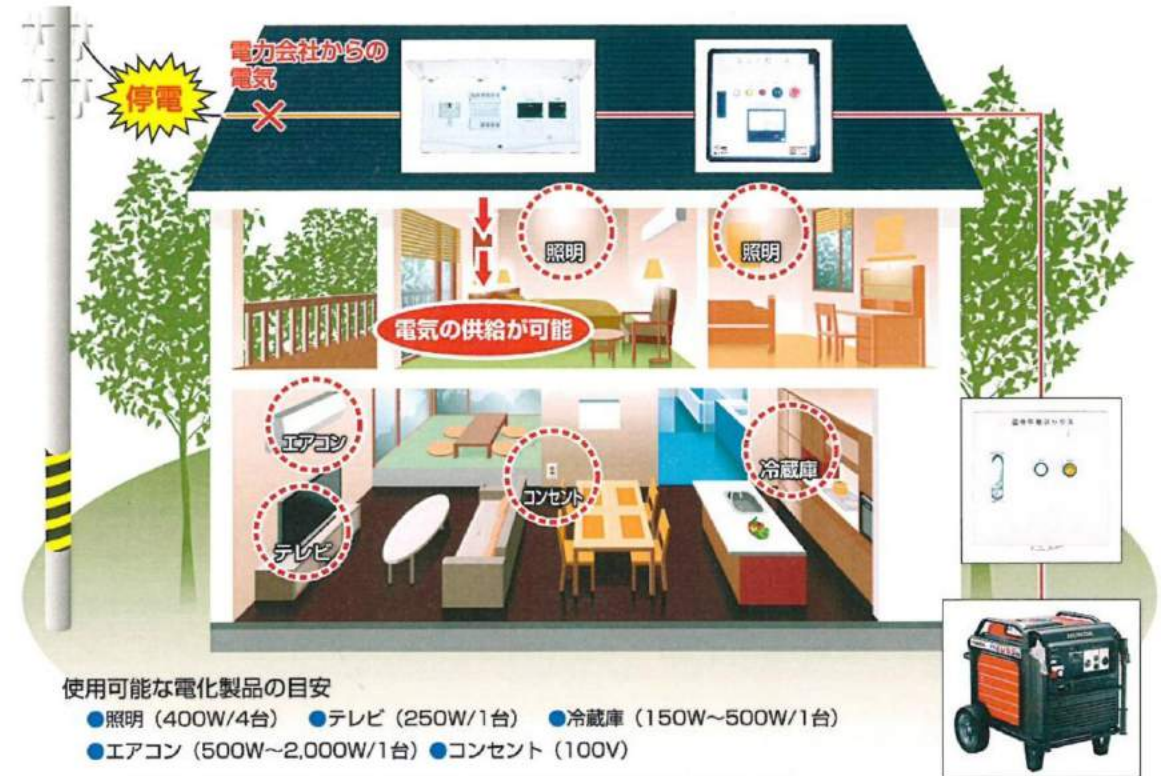 電力会社からの
電気
停電
照明
照明
電気の供給が可能
エアコン
コンセント
冷蔵庫
テレビ
HONDA
使用可能な電化製品の目安
●照明（400W/4台） ●テレビ（250W/1台） ●冷蔵庫（150W～500W/1台）
●エアコン（500W～2,000W/1台） ●コンセント（100V）